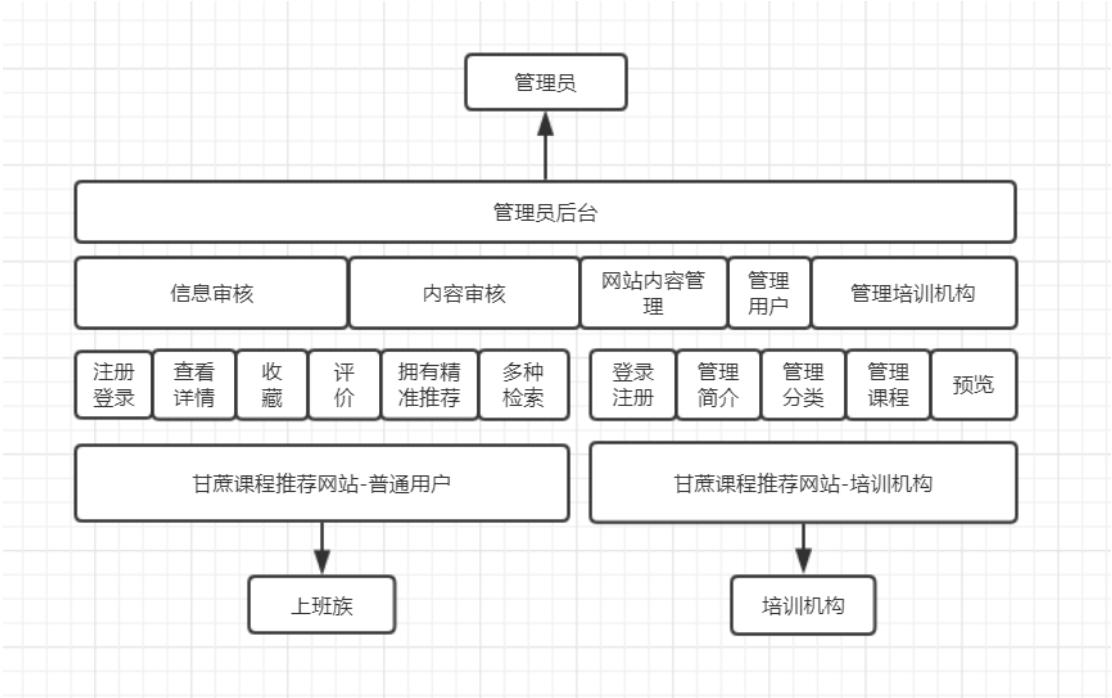 管理员
管理员后台
信息审核
内容审核
网站内容管
理
管理
用户
管理培训机构
注册
登录
查看
详情
收
藏
评
价
拥有精
准推荐
多种
检索
登录
注册
管理
简介
管理
分类
管理
课程
预览
甘蔗课程推荐网站-普通用户
甘蔗课程推荐网站-培训机构
上班族
培训机构